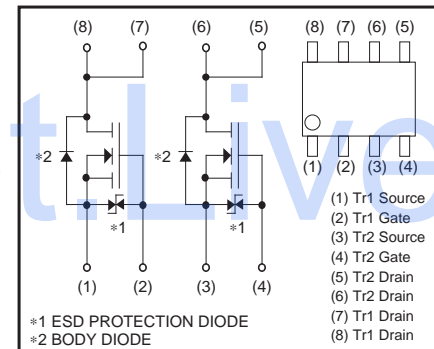 (8) (7) (6) (5)
(8) (7) (6) (5)
∗2 ∗2
∗1 ∗1
(1) (2) (3) (4)
(1) (2) (3) (4)
(1) Tr1 Source
(2) Tr1 Gate
(3) Tr2 Source
(4) Tr2 Gate
(5) Tr2 Drain
(6) Tr2 Drain
(7) Tr1 Drain
(8) Tr1 Drain
∗1 ESD PROTECTION DIODE
∗2 BODY DIODE
t.Live